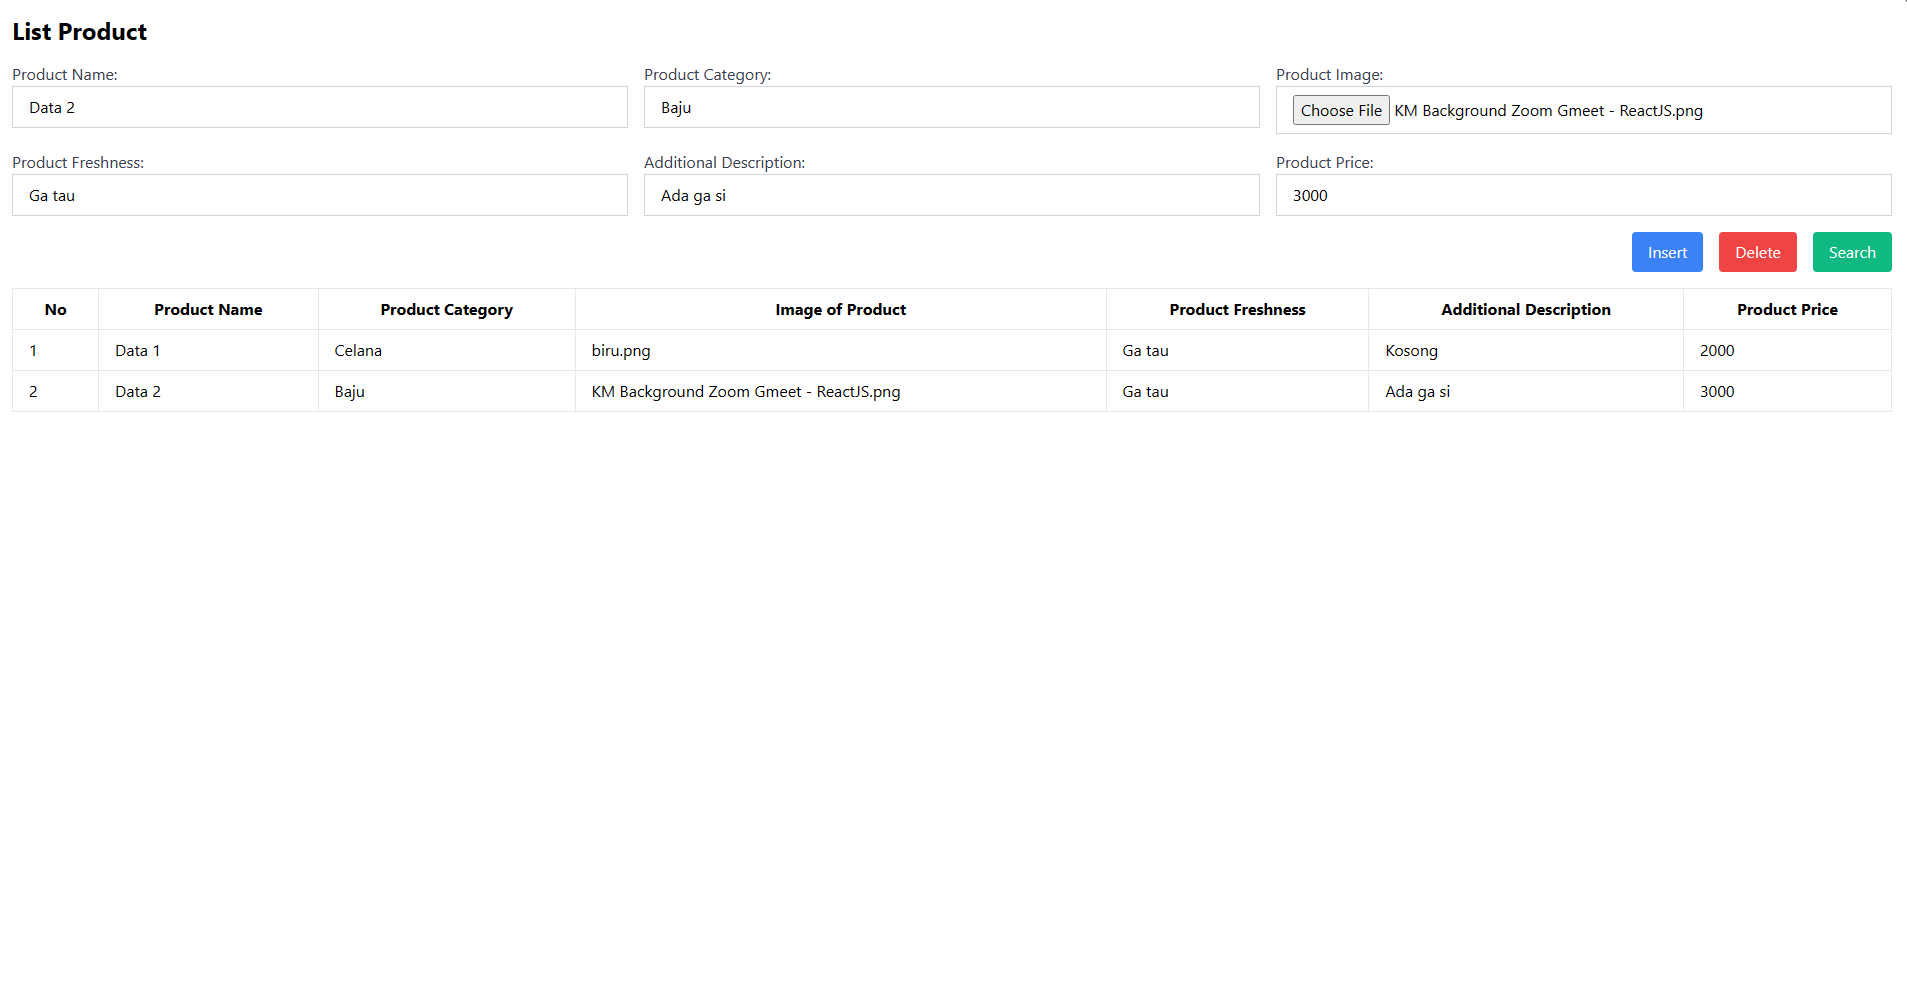 List Product
Product Name: Product Category: Product Image:
Data 2 Baju Choose File KM Background Zoom Gmeet - ReactJS.png
Product Freshness: Additional Description: Product Price:
Ga tau Ada ga si 3000
Insert Delete Search
No Product Name Product Category Image of Product Product Freshness Additional Description Product Price
1 Data 1 Celana biru.png Ga tau Kosong 2000
2 Data 2 Baju KM Background Zoom Gmeet - ReactJS.png Ga tau Ada ga si 3000